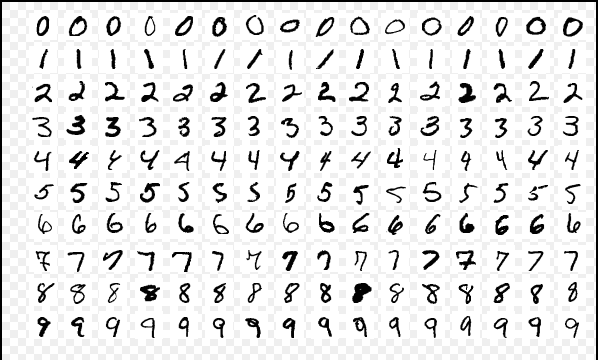 0 0 0 0 0 0 0 0 0 0 0 0 0 0 0 0
1 1 1 1 1 1 1 1 1 1 1 1 1 1 1 1
2 2 2 2 2 2 2 2 2 2 2 2 2 2 2 2
3 3 3 3 3 3 3 3 3 3 3 3 3 3 3 3
4 4 4 4 4 4 4 4 4 4 4 4 4 4 4 4
5 5 5 5 5 5 5 5 5 5 5 5 5 5 5 5
6 6 6 6 6 6 6 6 6 6 6 6 6 6 6 6
7 7 7 7 7 7 7 7 7 7 7 7 7 7 7 7
8 8 8 8 8 8 8 8 8 8 8 8 8 8 8 8
9 9 9 9 9 9 9 9 9 9 9 9 9 9 9 9